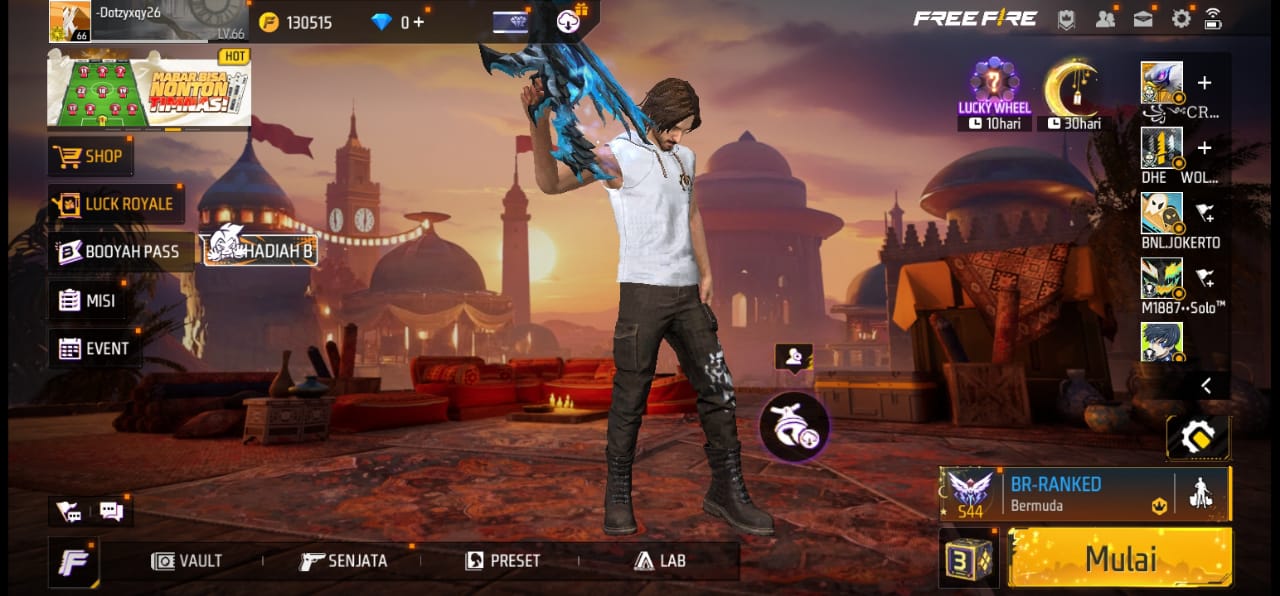 -Dotzyxqy26
66
LV.66
130515
0 +
FREE FIRE
HOT
MABAR BISA
NONTON
TIMNAS!
SHOP
LUCK ROYALE
BOOYAH PASS
HADIAH B
MISI
EVENT
?
LUCKY WHEEL
10hari
30hari
CR...
DHE WOL...
BNL.JOKERTO
M1887••Solo™
S44
BR-RANKED
Bermuda
VAULT
SENJATA
PRESET
LAB
3
Mulai